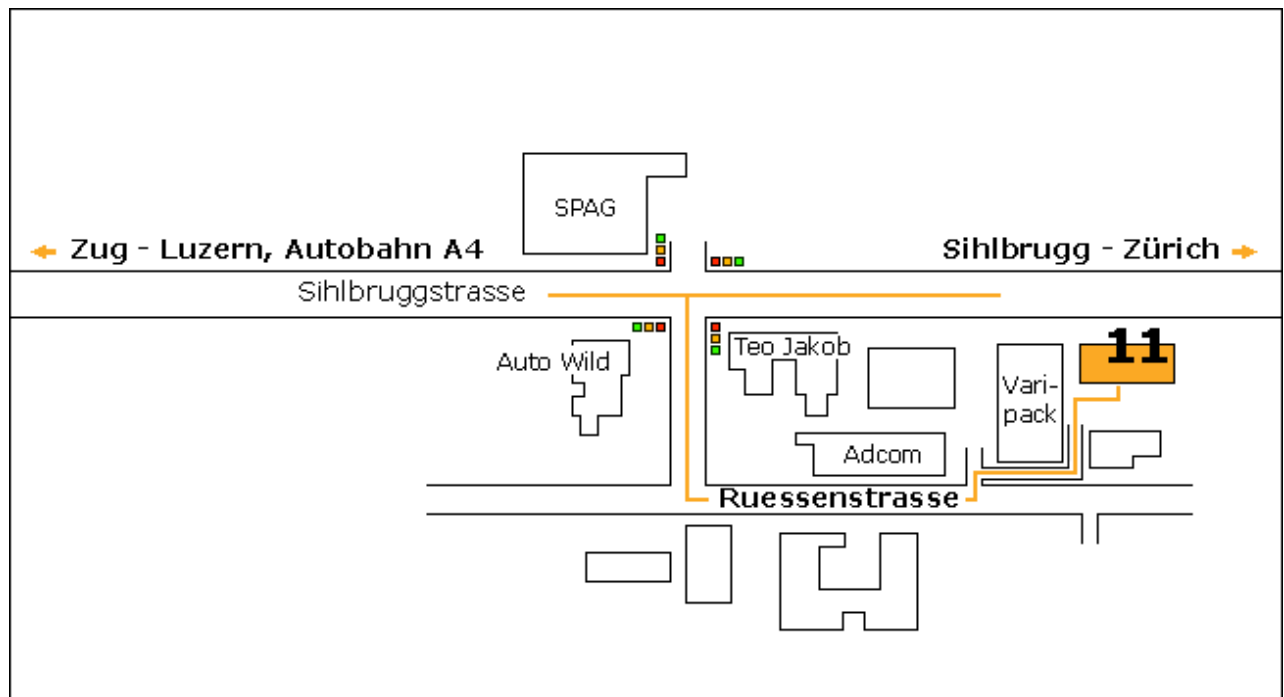 SPAG
Zug - Luzern, Autobahn A4
Sihlbrugg - Zürich
Sihlbruggstrasse
Auto Wild
Teo Jakob
11
Vari-
pack
Adcom
Ruessenstrasse